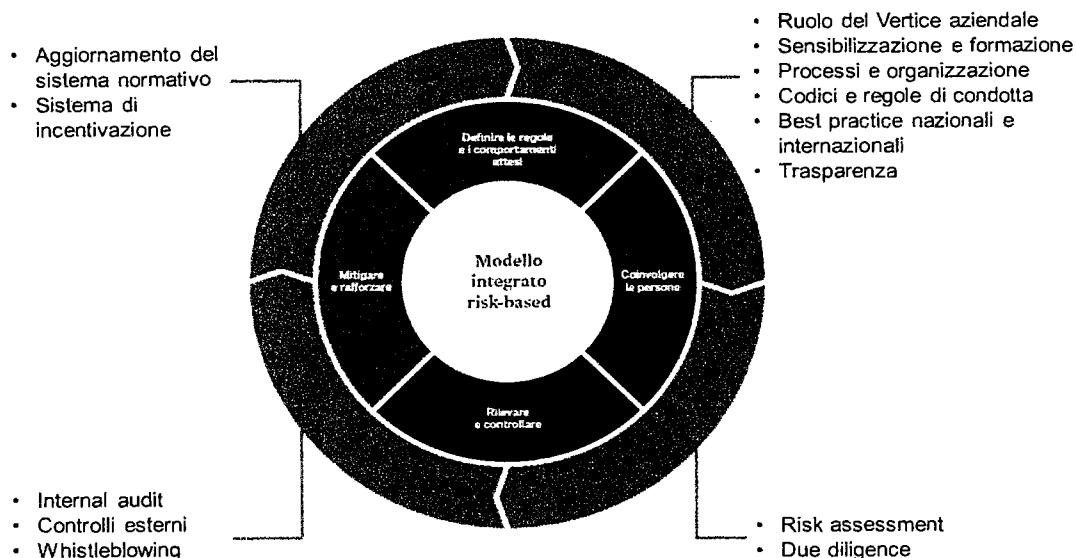 • Aggiornamento del
sistema normativo
• Sistema di
incentivazione
• Ruolo del Vertice aziendale
• Sensibilizzazione e formazione
• Processi e organizzazione
• Codici e regole di condotta
• Best practice nazionali e
internazionali
• Trasparenza
Definire le regole
e i comportamenti
attesi
Mitigare
e rafforzare
Modello
integrato
risk-based
Coinvolgere
le persone
Rilevare
e controllare
• Internal audit
• Controlli esterni
• Whistleblowing
• Risk assessment
• Due diligence